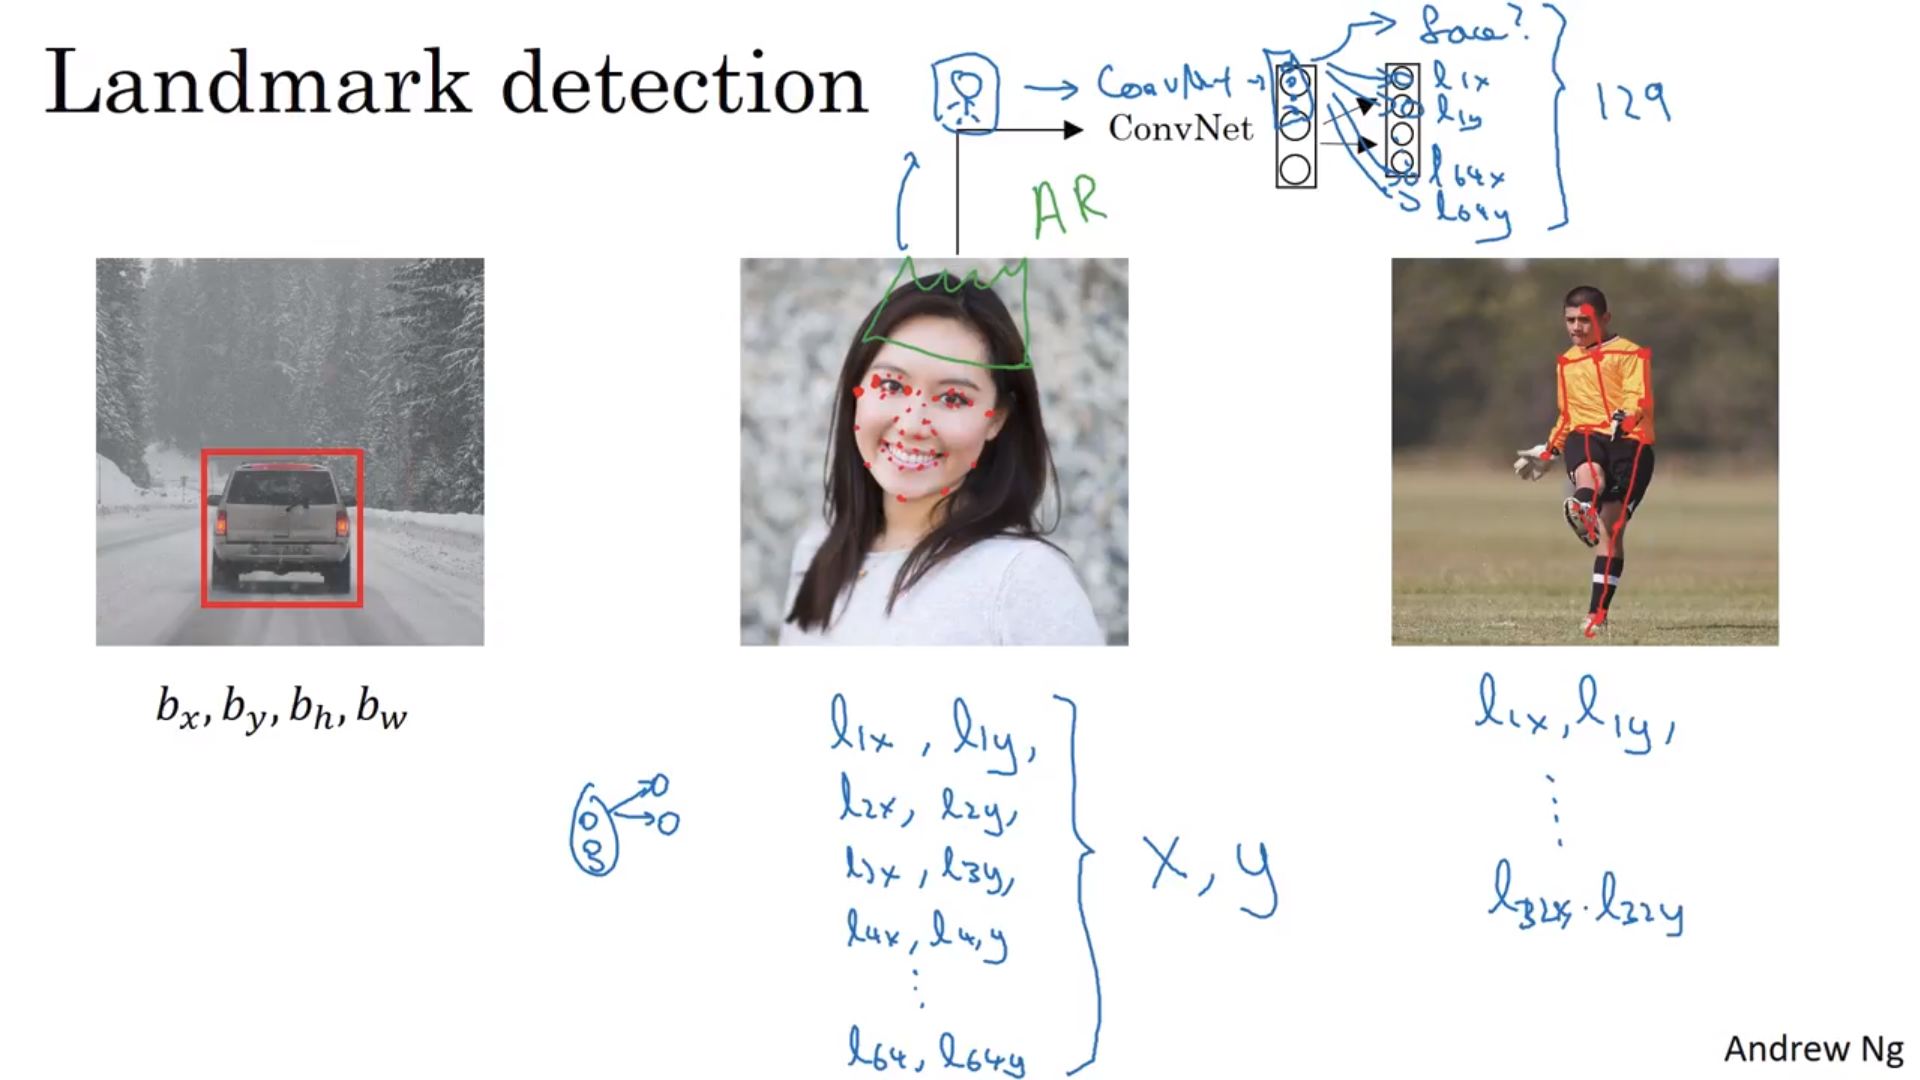 Landmark detection
→ ConvNet → face?
ConvNet
l1x
l1y
l64x
l64y
129
AR
bx, by, bh, bw
l1x , l1y,
l2x, l2y,
l3x , l3y,
l4x, l4,y
⋮
l64, l64y
x, y
l1x, l1y,
⋮
l32x, l32y
Andrew Ng